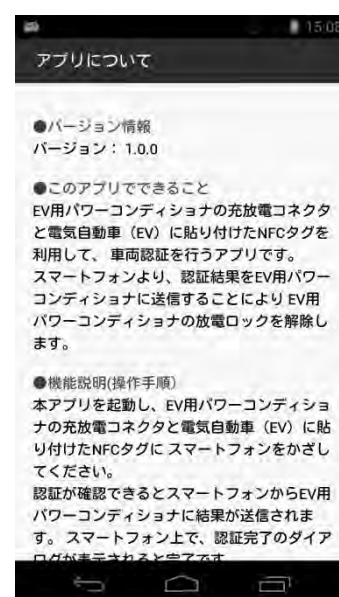 15:08
アプリについて
●バージョン情報
バージョン： 1.0.0
●このアプリでできること
EV用パワーコンディショナの充放電コネクタ
と電気自動車（EV）に貼り付けたNFCタグを
利用して、 車両認証を行うアプリです。
スマートフォンより、認証結果をEV用パワー
コンディショナに送信することにより EV用
パワーコンディショナの放電ロックを解除し
ます。
●機能説明(操作手順)
本アプリを起動し、EV用パワーコンディショ
ナの充放電コネクタと電気自動車（EV）に貼
り付けたNFCタグに スマートフォンをかざし
てください。
認証が確認できるとスマートフォンからEV用
パワーコンディショナに結果が送信されま
す。 スマートフォン上で、認証完了のダイア
ログが表示されると完了です